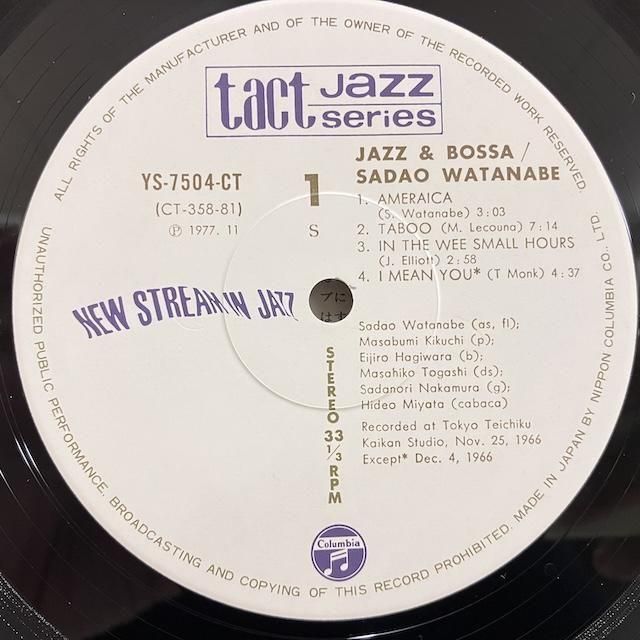 ALL RIGHTS OF THE MANUFACTURER AND OF THE OWNER OF THE RECORDED WORK RESERVED.
UNAUTHORIZED PUBLIC PERFORMANCE, BROADCASTING AND COPYING OF THIS RECORD PROHIBITED. MADE IN JAPAN BY NIPPON COLUMBIA CO., LTD.
tact JAZZ
series
JAZZ & BOSSA/
SADAO WATANABE
YS-7504-CT
(CT-358-81)
Ⓟ 1977. 11
1
S
1. AMERAICA
(S. Watanabe) 3:03
2. TABOO (M. Lecouna) 7:14
3. IN THE WEE SMALL HOURS
(J. Elliott) 2:58
4. I MEAN YOU* (T Monk) 4:37
NEW STREAM IN JAZZ
プに
はす
STEREO 33 1/3 RPM
Sadao Watanabe (as, fl);
Masabumi Kikuchi (p);
Eijiro Hagiwara (b);
Masahiko Togashi (ds);
Sadanori Nakamura (g);
Hideo Miyata (cabaca)
Recorded at Tokyo Teichiku
Kaikan Studio, Nov. 25, 1966
Except* Dec. 4, 1966
Columbia